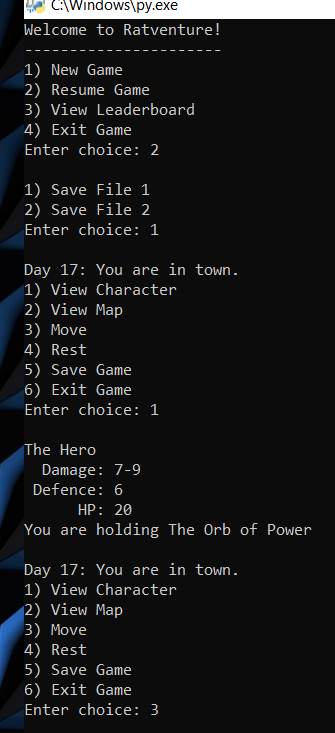 C:\Windows\py.exe
Welcome to Ratventure!
----------------------
1) New Game
2) Resume Game
3) View Leaderboard
4) Exit Game
Enter choice: 2
1) Save File 1
2) Save File 2
Enter choice: 1
Day 17: You are in town.
1) View Character
2) View Map
3) Move
4) Rest
5) Save Game
6) Exit Game
Enter choice: 1
The Hero
  Damage: 7-9
 Defence: 6
      HP: 20
You are holding The Orb of Power
Day 17: You are in town.
1) View Character
2) View Map
3) Move
4) Rest
5) Save Game
6) Exit Game
Enter choice: 3